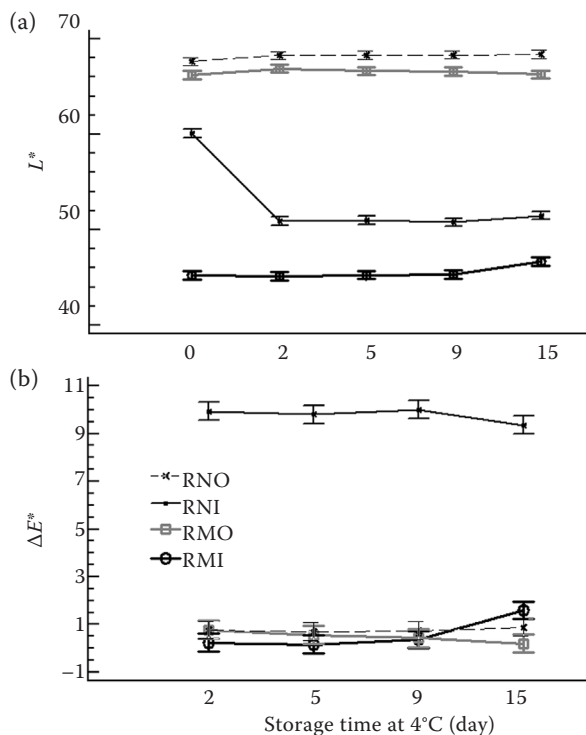 (a)
70
60
50
40
L*
0 2 5 9 15
(b)
11
9
7
5
3
1
−1
ΔE*
RNO
RNI
RMO
RMI
2 5 9 15
Storage time at 4°C (day)